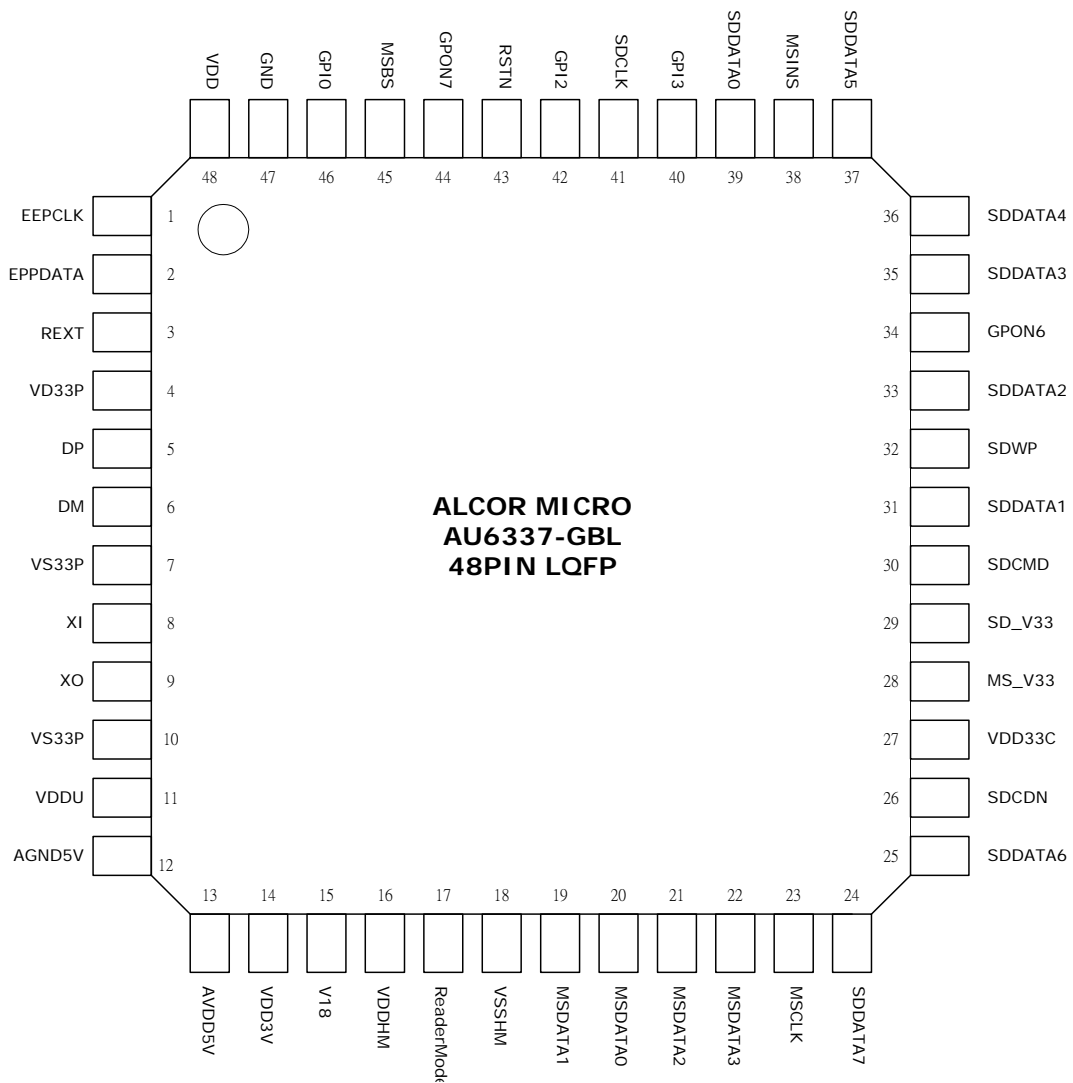 VDD
GND
GPI0
MSBS
GPON7
RSTN
GPI2
SDCLK
GPI3
SDDATA0
MSINS
SDDATA5
48 47 46 45 44 43 42 41 40 39 38 37
EEPCLK 1
EPPDATA 2
REXT 3
VD33P 4
DP 5
DM 6
VS33P 7
XI 8
XO 9
VS33P 10
VDDU 11
AGND5V 12
ALCOR MICRO
AU6337-GBL
48PIN LQFP
36 SDDATA4
35 SDDATA3
34 GPON6
33 SDDATA2
32 SDWP
31 SDDATA1
30 SDCMD
29 SD_V33
28 MS_V33
27 VDD33C
26 SDCDN
25 SDDATA6
13 14 15 16 17 18 19 20 21 22 23 24
AVDD5V
VDD3V
V18
VDDHM
ReaderMode
VSSHM
MSDATA1
MSDATA0
MSDATA2
MSDATA3
MSCLK
SDDATA7